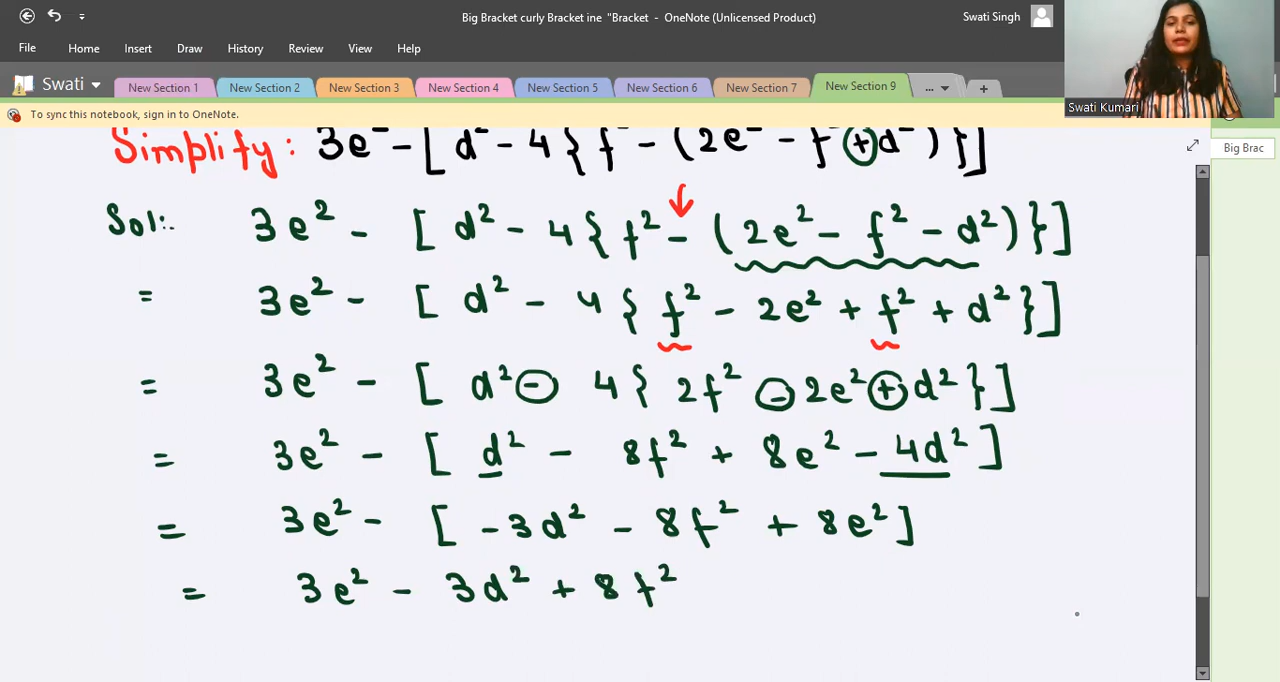 Big Bracket curly Bracket ine "Bracket - OneNote (Unlicensed Product)
Swati Singh
File Home Insert Draw History Review View Help
Swati New Section 1 New Section 2 New Section 3 New Section 4 New Section 5 New Section 6 New Section 7 New Section 8 New Section 9 ... +
Swati Kumari
To sync this notebook, sign in to OneNote.
Big Brac
Simplify: 3e² - [d² - 4{f² - (2e² - f² + d²)}]
Sol:- 3e² - [d² - 4{f² - (2e² - f² - d²)}]
= 3e² - [d² - 4{f² - 2e² + f² + d²}]
= 3e² - [d² - 4{2f² - 2e² + d²}]
= 3e² - [d² - 8f² + 8e² - 4d²]
= 3e² - [-3d² - 8f² + 8e²]
= 3e² - 3d² + 8f²